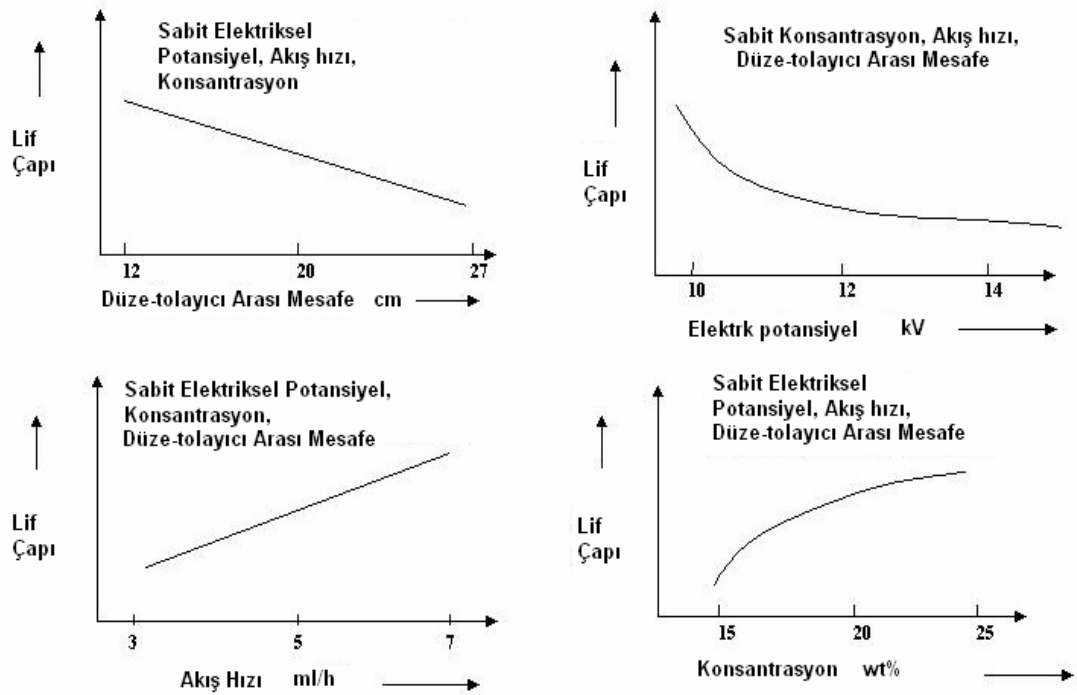 Sabit Elektriksel
Potansiyel, Akış hızı,
Konsantrasyon
Lif
Çapı
12 20 27
Düze-tolayıcı Arası Mesafe cm
Sabit Konsantrasyon, Akış hızı,
Düze-tolayıcı Arası Mesafe
Lif
Çapı
10 12 14
Elektrk potansiyel kV
Sabit Elektriksel Potansiyel,
Konsantrasyon,
Düze-tolayıcı Arası Mesafe
Lif
Çapı
3 5 7
Akış Hızı ml/h
Sabit Elektriksel
Potansiyel, Akış hızı,
Düze-tolayıcı Arası Mesafe
Lif
Çapı
15 20 25
Konsantrasyon wt%